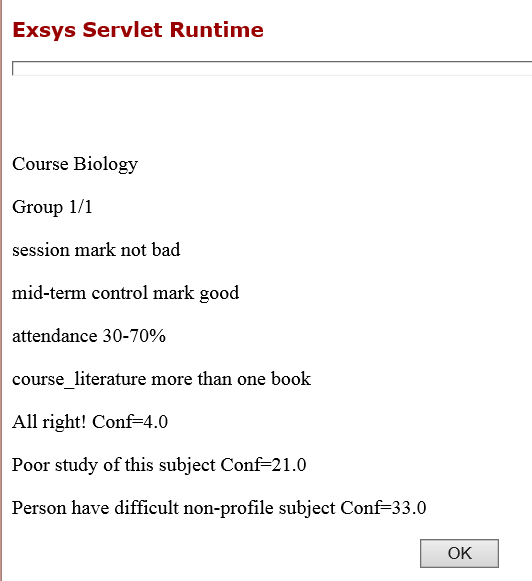 Exsys Servlet Runtime
Course Biology
Group 1/1
session mark not bad
mid-term control mark good
attendance 30-70%
course_literature more than one book
All right! Conf=4.0
Poor study of this subject Conf=21.0
Person have difficult non-profile subject Conf=33.0
OK